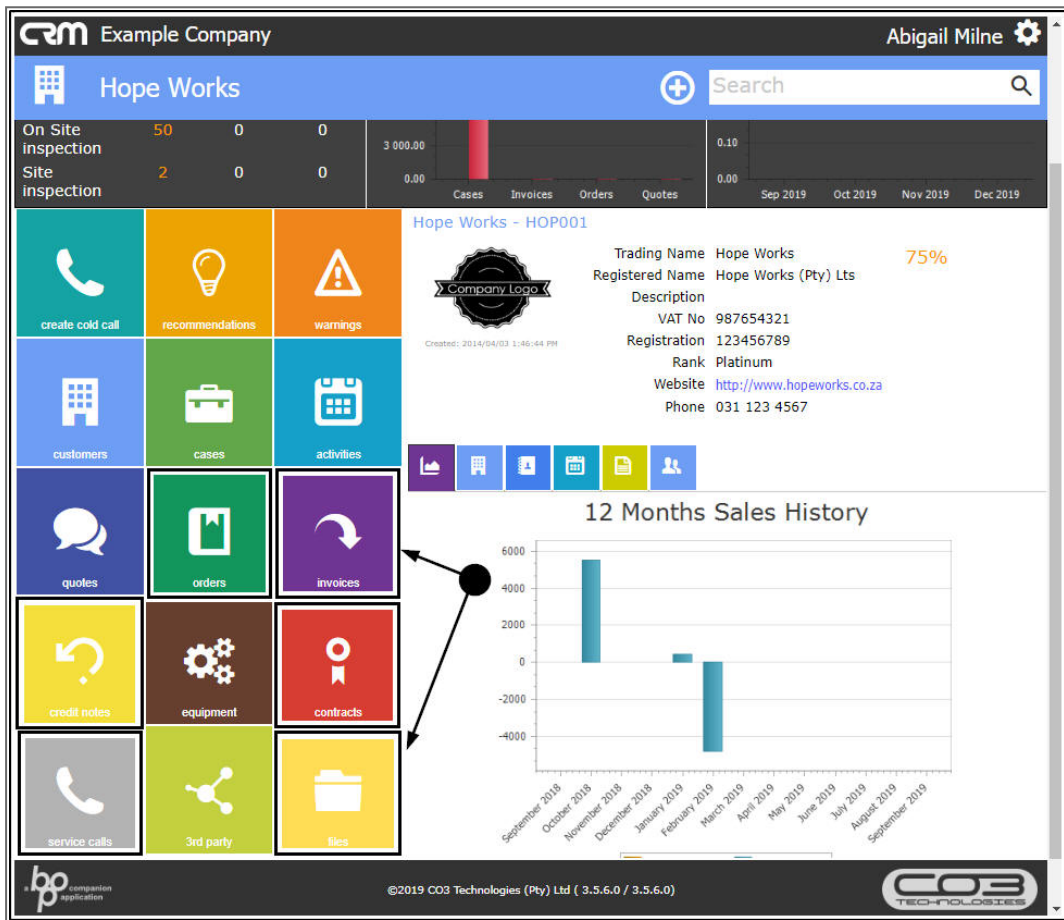 CRM Example Company
Abigail Milne
Hope Works
Search
On Site inspection 50 0 0
Site inspection 2 0 0
3 000.00
0.00
Cases Invoices Orders Quotes
0.10
0.00
Sep 2019 Oct 2019 Nov 2019 Dec 2019
create cold call
recommendations
warnings
customers
cases
activities
quotes
orders
invoices
credit notes
equipment
contracts
service calls
3rd party
files
Hope Works - HOP001
Company Logo
Created: 2014/04/03 1:46:44 PM
Trading Name Hope Works
75%
Registered Name Hope Works (Pty) Lts
Description
VAT No 987654321
Registration 123456789
Rank Platinum
Website http://www.hopeworks.co.za
Phone 031 123 4567
12 Months Sales History
6000
4000
2000
0
-2000
-4000
September 2018
October 2018
November 2018
December 2018
January 2019
February 2019
March 2019
April 2019
May 2019
June 2019
July 2019
August 2019
September 2019
a bp companion application
©2019 CO3 Technologies (Pty) Ltd ( 3.5.6.0 / 3.5.6.0)
CO3
TECHNOLOGIES